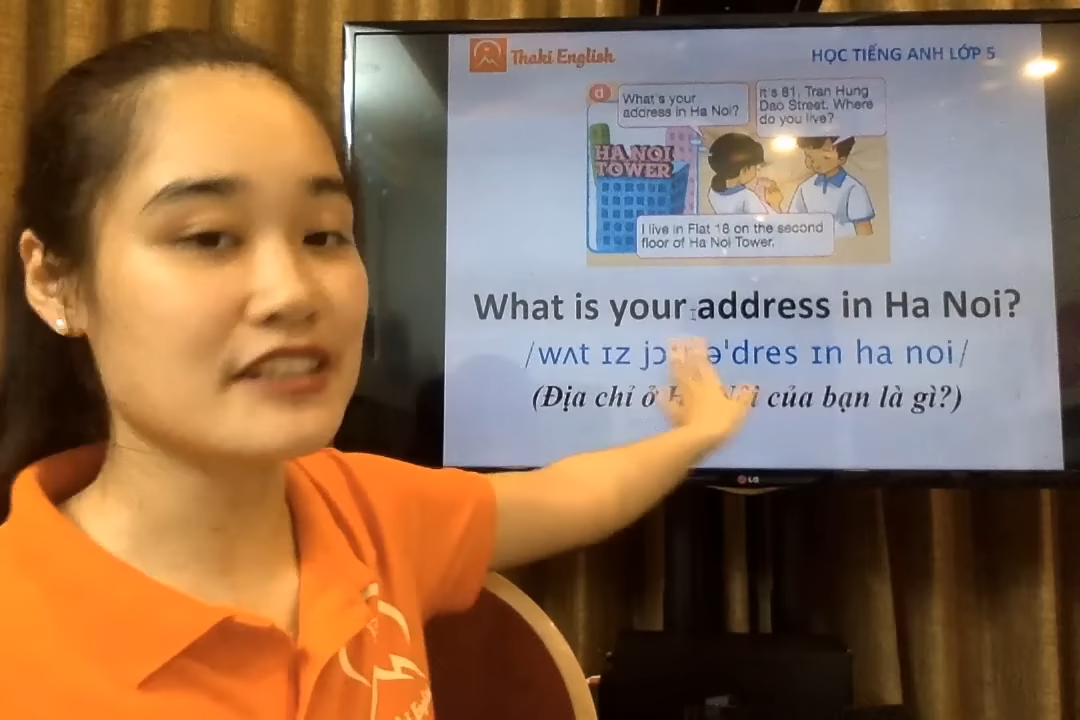 Thaki English
HỌC TIẾNG ANH LỚP 5
d
What's your
address in Ha Noi?
It's 81, Tran Hung
Dao Street. Where
do you live?
HA NOI
TOWER
I live in Flat 18 on the second
floor of Ha Noi Tower.
What is your address in Ha Noi?
/wʌt ɪz ə'dres ɪn ha noi/
(Địa chỉ ở của bạn là gì?)
LG